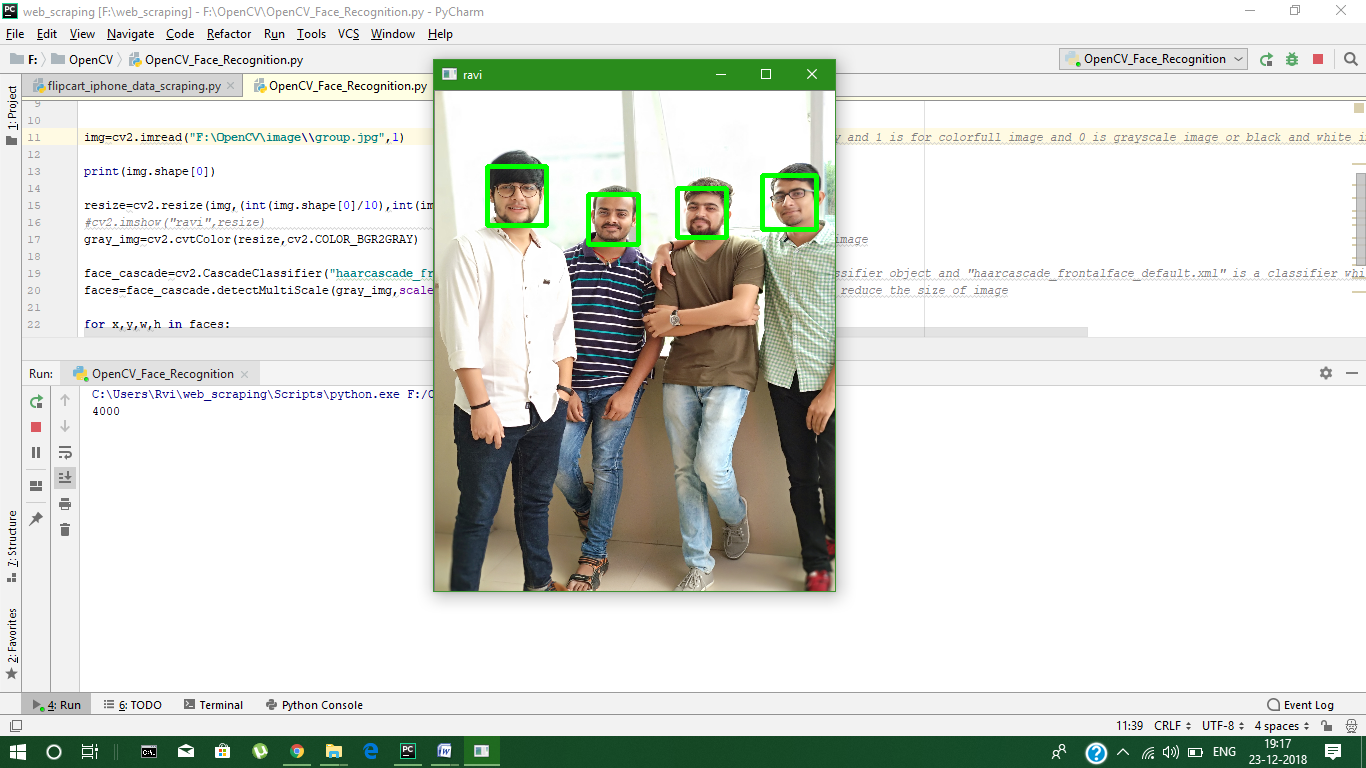 web_scraping [F:\web_scraping] - F:\OpenCV\OpenCV_Face_Recognition.py - PyCharm
File Edit View Navigate Code Refactor Run Tools VCS Window Help
F: OpenCV OpenCV_Face_Recognition.py
OpenCV_Face_Recognition
flipcart_iphone_data_scraping.py
OpenCV_Face_Recognition.py
ravi
1: Project
9
10
11 img=cv2.imread("F:\OpenCV\image\\group.jpg",1) and 1 is for colorfull image and 0 is grayscale image or black and white
12
13 print(img.shape[0])
14
15 resize=cv2.resize(img,(int(img.shape[0]/10),int(
16 #cv2.imshow("ravi",resize)
17 gray_img=cv2.cvtColor(resize,cv2.COLOR_BGR2GRAY) image
18
19 face_cascade=cv2.CascadeClassifier("haarcascade_ object and "haarcascade_frontalface_default.xml" is a classifier
20 faces=face_cascade.detectMultiScale(gray_img, reduce the size of image
21
22 for x,y,w,h in faces:
Run: OpenCV_Face_Recognition
C:\Users\Rvi\web_scraping\Scripts\python.exe F:/
4000
7: Structure
2: Favorites
4: Run 6: TODO Terminal Python Console Event Log
11:39 CRLF UTF-8 4 spaces
ENG
19:17
23-12-2018